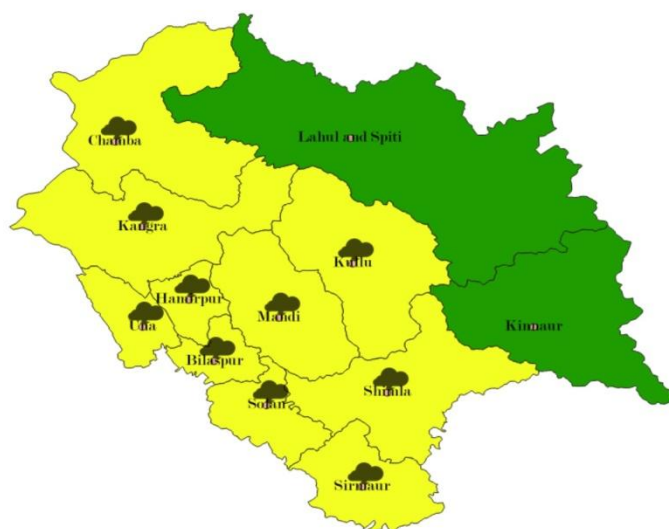 Chamba
Lahul and Spiti
Kangra
Kullu
Hamirpur
Una
Mandi
Kinnaur
Bilaspur
Solan
Shimla
Sirmaur